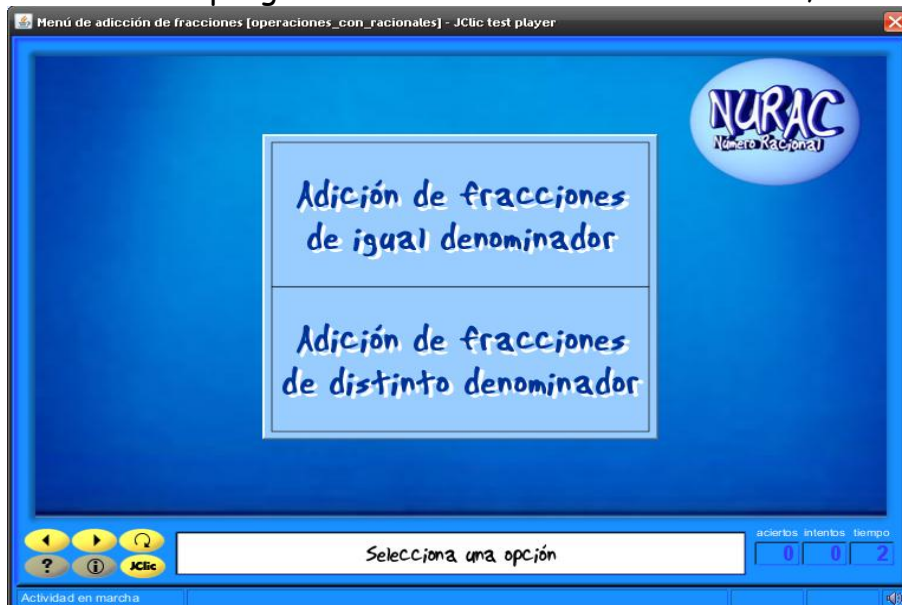 Menú de adicción de fracciones [operaciones_con_racionales] - JClic test player
NURAC
Número Racional
Adición de fracciones
de igual denominador
Adición de fracciones
de distinto denominador
aciertos intentos tiempo
0 0 2
Selecciona una opción
? i JClic
Actividad en marcha